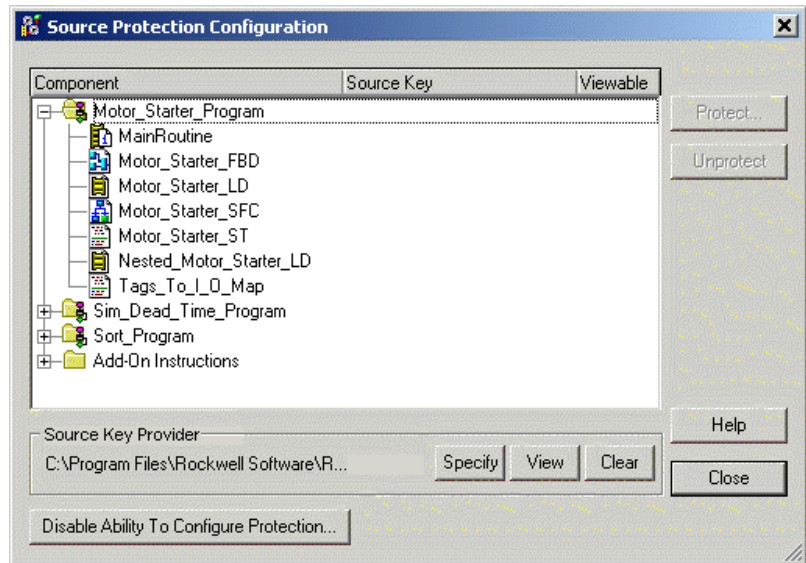 Source Protection Configuration
Component Source Key Viewable
Motor_Starter_Program
MainRoutine
Motor_Starter_FBD
Motor_Starter_LD
Motor_Starter_SFC
Motor_Starter_ST
Nested_Motor_Starter_LD
Tags_To_I_O_Map
Sim_Dead_Time_Program
Sort_Program
Add-On Instructions
Protect...
Unprotect
Source Key Provider
C:\Program Files\Rockwell Software\R...
Specify View Clear
Help
Close
Disable Ability To Configure Protection...